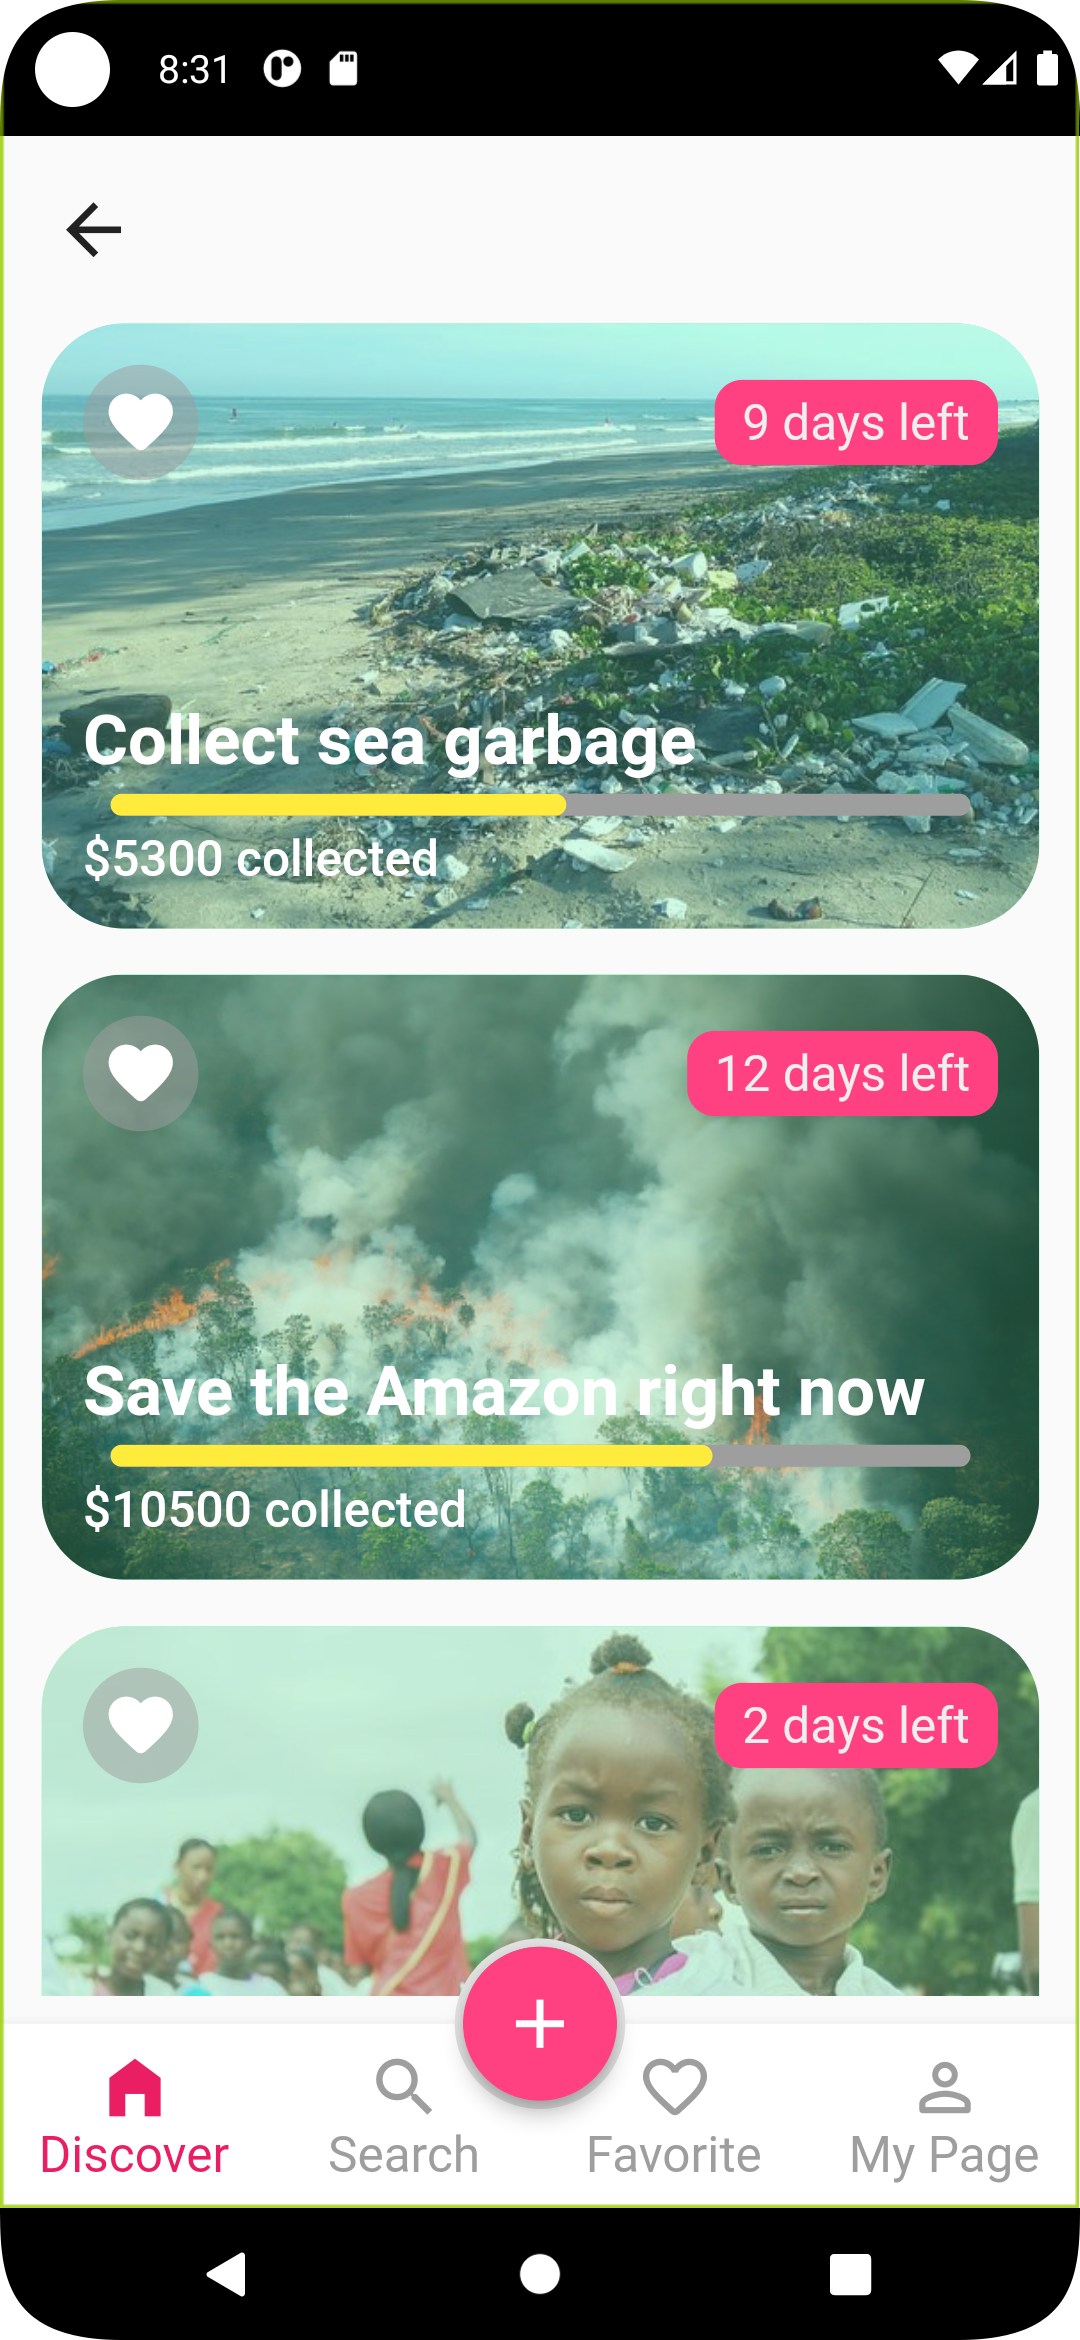 8:31
9 days left
Collect sea garbage
$5300 collected
12 days left
Save the Amazon right now
$10500 collected
2 days left
Discover
Search
Favorite
My Page